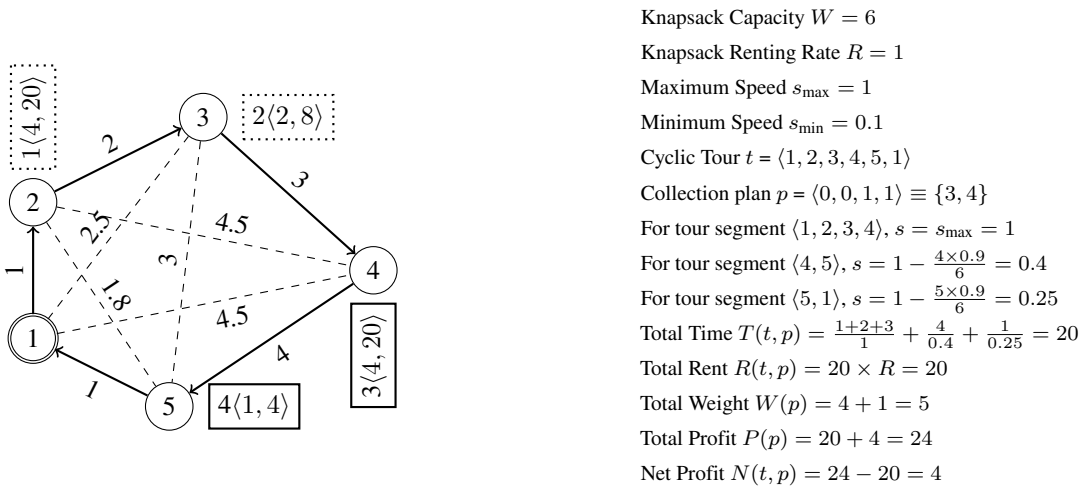 1⟨4, 20⟩
3
2⟨2, 8⟩
2
2
3
1
2.5
4.5
3
4
1.8
1
4.5
3⟨4, 20⟩
4
1
5
4⟨1, 4⟩
Knapsack Capacity W = 6
Knapsack Renting Rate R = 1
Maximum Speed s_max = 1
Minimum Speed s_min = 0.1
Cyclic Tour t = ⟨1, 2, 3, 4, 5, 1⟩
Collection plan p = ⟨0, 0, 1, 1⟩ ≡ {3, 4}
For tour segment ⟨1, 2, 3, 4⟩, s = s_max = 1
For tour segment ⟨4, 5⟩, s = 1 − 4×0.9/6 = 0.4
For tour segment ⟨5, 1⟩, s = 1 − 5×0.9/6 = 0.25
Total Time T(t, p) = 1+2+3/1 + 4/0.4 + 1/0.25 = 20
Total Rent R(t, p) = 20 × R = 20
Total Weight W(p) = 4 + 1 = 5
Total Profit P(p) = 20 + 4 = 24
Net Profit N(t, p) = 24 − 20 = 4